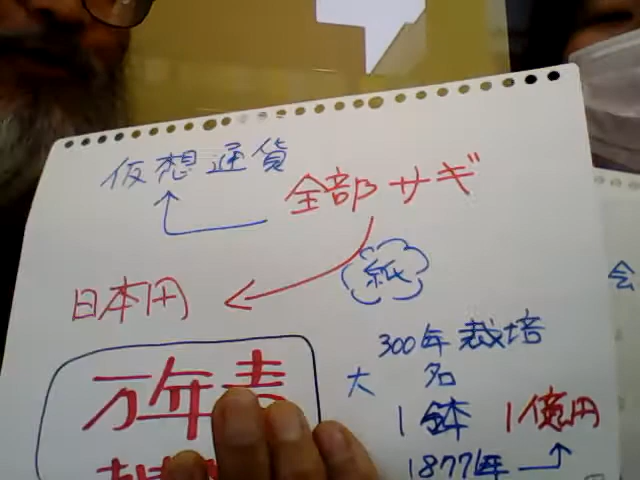 仮想通貨
全部サギ
紙
日本円
300年栽培
大名
万年青
1鉢 1億円
1877年
会